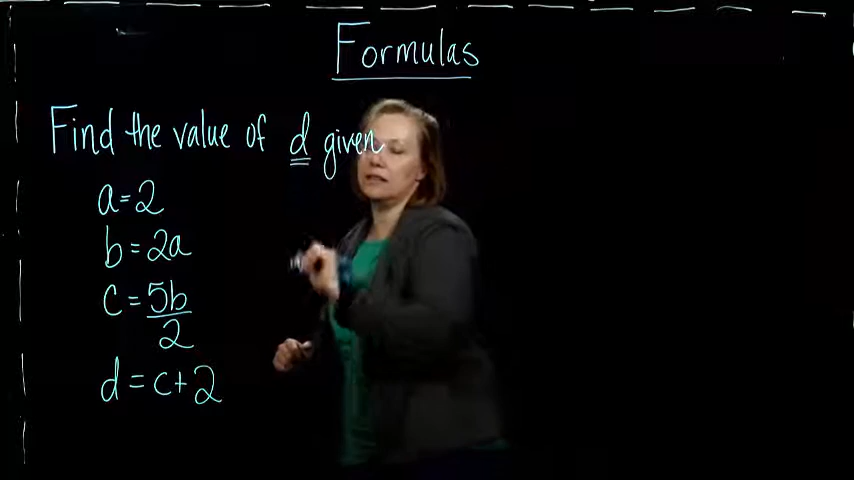 Formulas
Find the value of d given
a=2
b=2a
c=5b
2
d=c+2